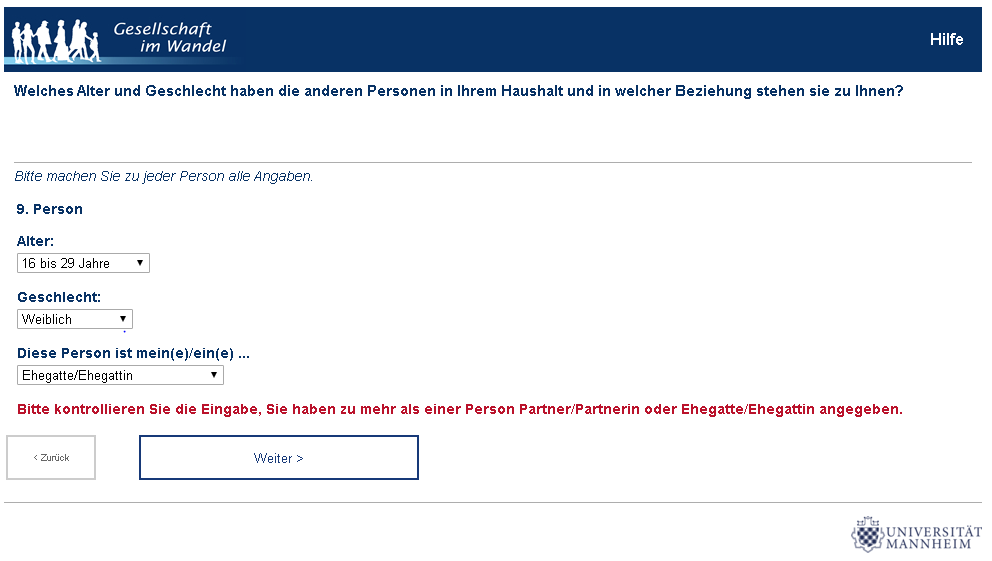 Gesellschaft
im Wandel
Hilfe
Welches Alter und Geschlecht haben die anderen Personen in Ihrem Haushalt und in welcher Beziehung stehen sie zu Ihnen?
Bitte machen Sie zu jeder Person alle Angaben.
9. Person
Alter:
16 bis 29 Jahre
Geschlecht:
Weiblich
Diese Person ist mein(e)/ein(e) ...
Ehegatte/Ehegattin
Bitte kontrollieren Sie die Eingabe, Sie haben zu mehr als einer Person Partner/Partnerin oder Ehegatte/Ehegattin angegeben.
< Zurück
Weiter >
UNIVERSITÄT
MANNHEIM